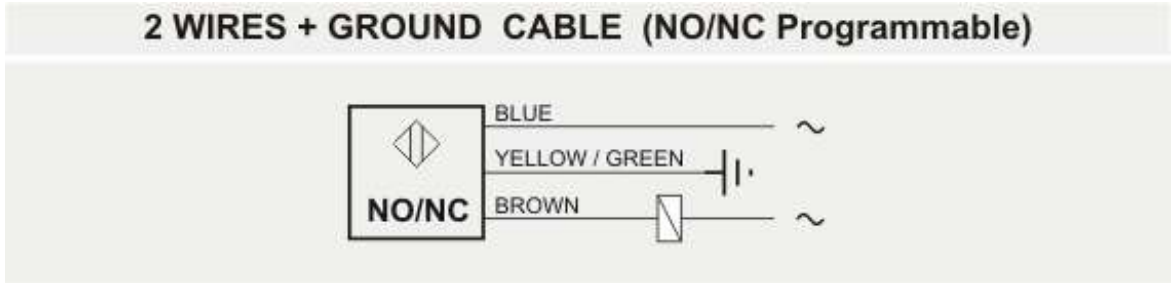 2 WIRES + GROUND CABLE (NO/NC Programmable)
BLUE
~
YELLOW / GREEN
NO/NC
BROWN
~